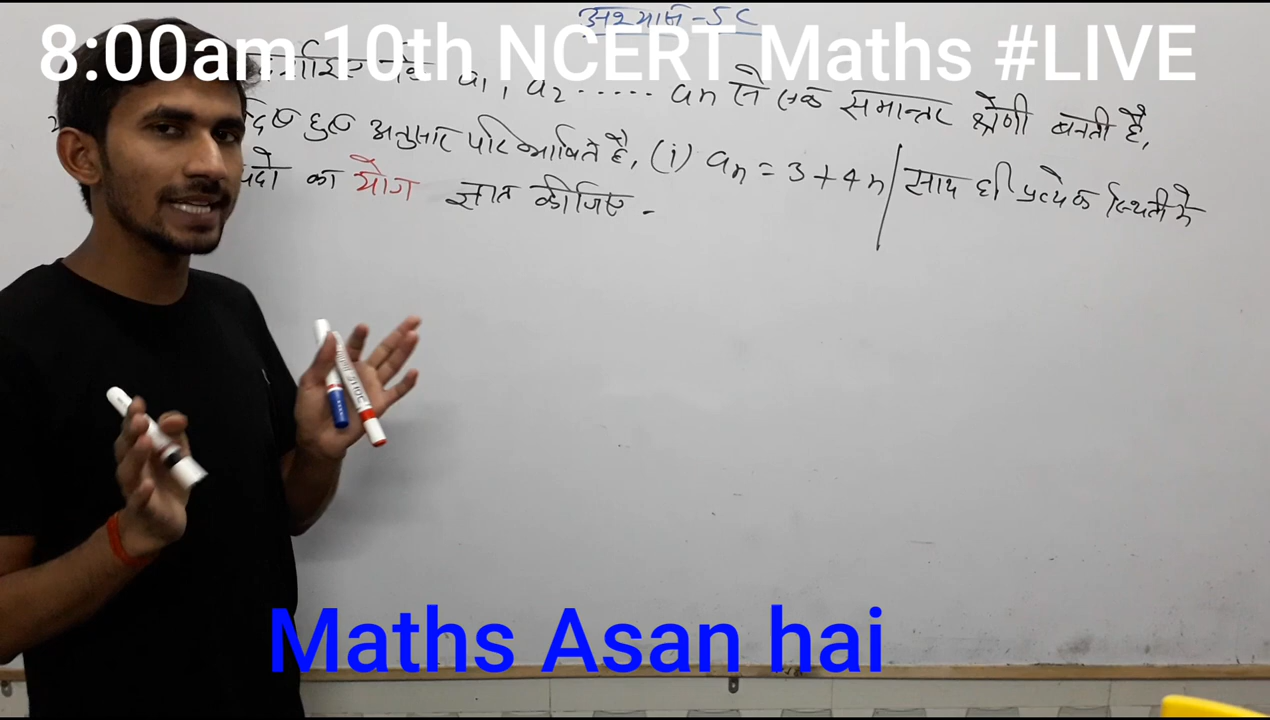 अभ्यास - 5C
8:00am 10th NCERT Maths #LIVE
a1, a2 ..... an से एक समान्तर श्रेणी बनती है,
हुए अनुसार परिभाषित है, (i) an = 3 + 4n | साथ ही प्रत्येक स्थिती मे
पदो का योग ज्ञात कीजिए -
Maths Asan hai